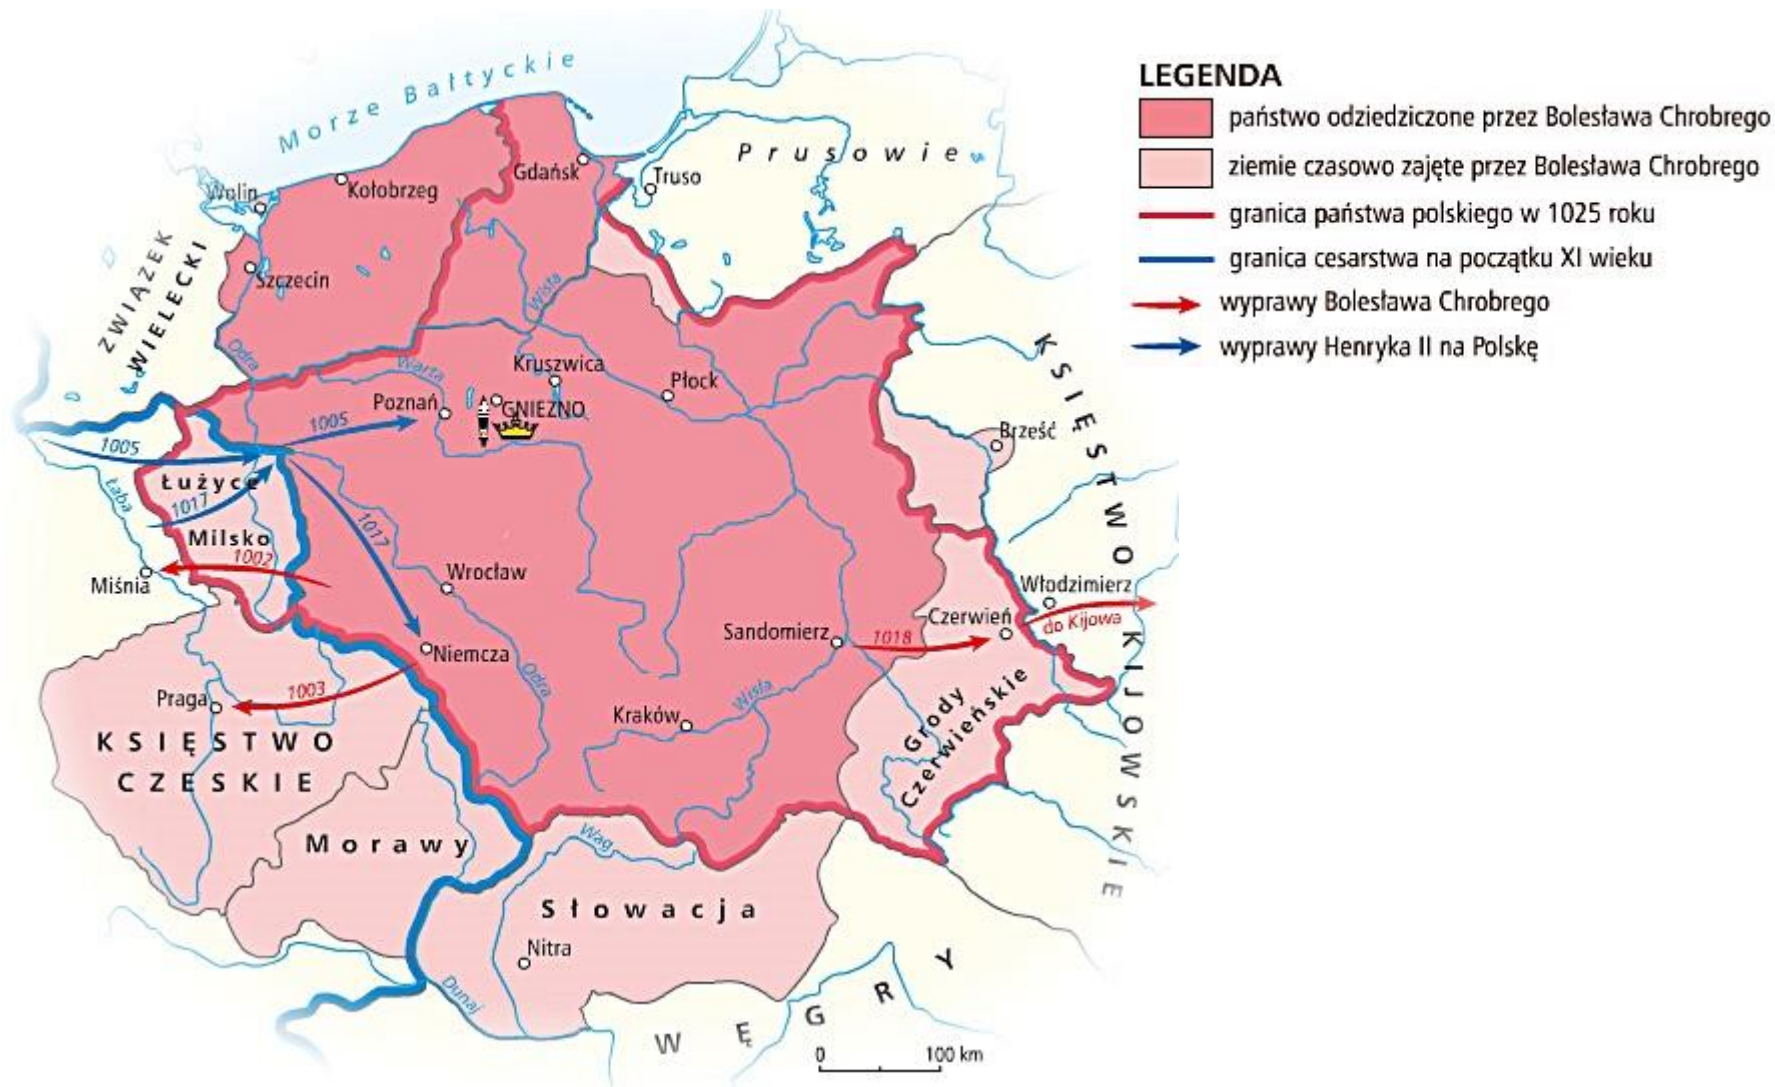 Morze Bałtyckie
LEGENDA
państwo odziedziczone przez Bolesława Chrobrego
ziemie czasowo zajęte przez Bolesława Chrobrego
granica państwa polskiego w 1025 roku
granica cesarstwa na początku XI wieku
wyprawy Bolesława Chrobrego
wyprawy Henryka II na Polskę
Prusowie
Gdańsk
Truso
Kołobrzeg
Wolin
Szczecin
ZWIĄZEK
WIELECKI
Wisła
Odra
Warta
Kruszwica
Płock
Poznań
GNIEZNO
1005
1005
Brześć
KSIĘSTWO KIJOWSKIE
Łużyce
Łaba
1017
1017
Milsko
1002
Miśnia
Wrocław
Włodzimierz
Czerwień
do Kijowa
Sandomierz
1018
Niemcza
Odra
1003
Praga
Kraków
Wisła
Grody
Czerwieńskie
KSIĘSTWO
CZESKIE
Morawy
Wag
Słowacja
Nitra
Dunaj
WĘGRY
0 100 km